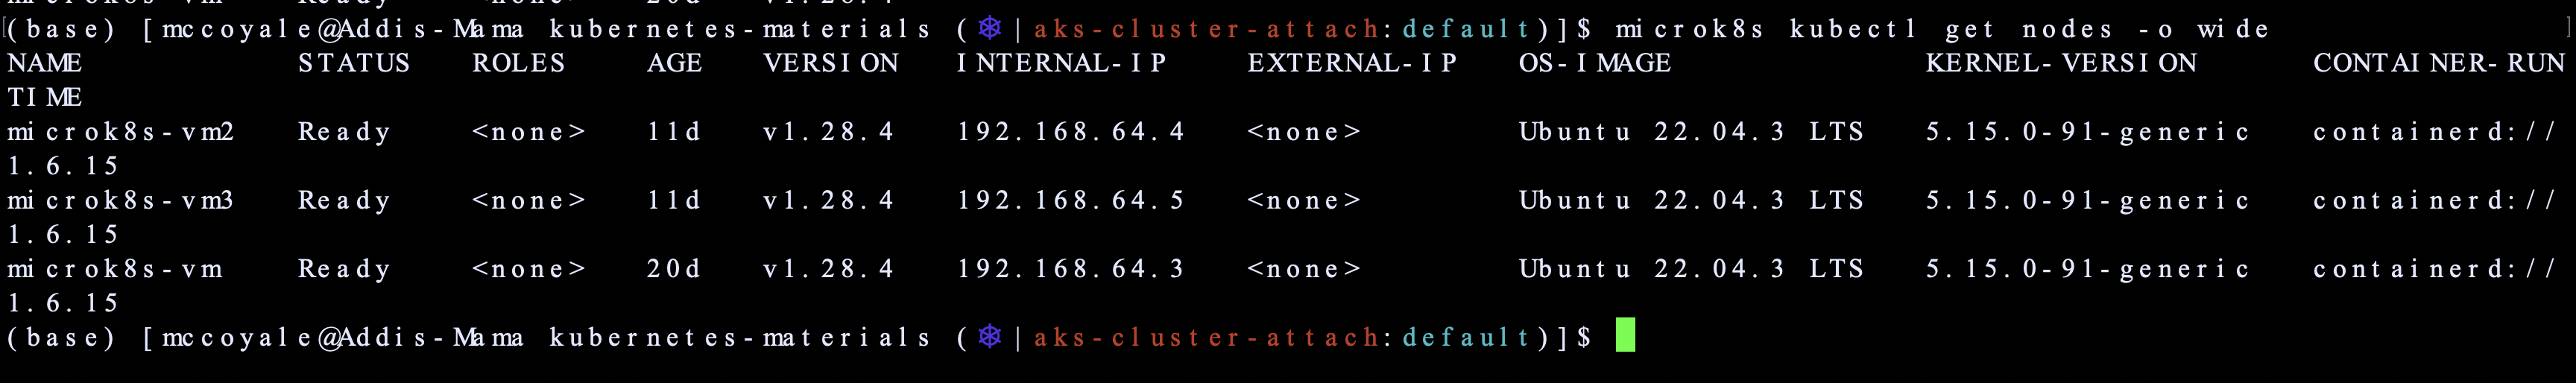 (base) [mccoyale@Addis-Mama kubernetes-materials (⎈|aks-cluster-attach:default)]$ microk8s kubectl get nodes -o wide
NAME STATUS ROLES AGE VERSION INTERNAL-IP EXTERNAL-IP OS-IMAGE KERNEL-VERSION CONTAINER-RUN
TIME
microk8s-vm2 Ready <none> 11d v1.28.4 192.168.64.4 <none> Ubuntu 22.04.3 LTS 5.15.0-91-generic containerd://
1.6.15
microk8s-vm3 Ready <none> 11d v1.28.4 192.168.64.5 <none> Ubuntu 22.04.3 LTS 5.15.0-91-generic containerd://
1.6.15
microk8s-vm Ready <none> 20d v1.28.4 192.168.64.3 <none> Ubuntu 22.04.3 LTS 5.15.0-91-generic containerd://
1.6.15
(base) [mccoyale@Addis-Mama kubernetes-materials (⎈|aks-cluster-attach:default)]$